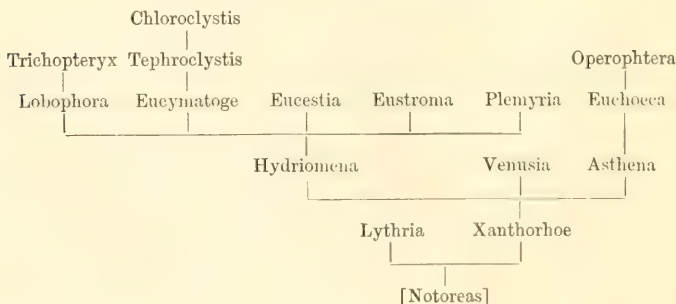 Chloroclystis
Trichopteryx Tephroclystis Operophtera
Lobophora Eucymatoge Eucestia Eustroma Plemyria Euchoeca
Hydriomena Venusia Asthena
Lythria Xanthorhoe
[Notoreas]